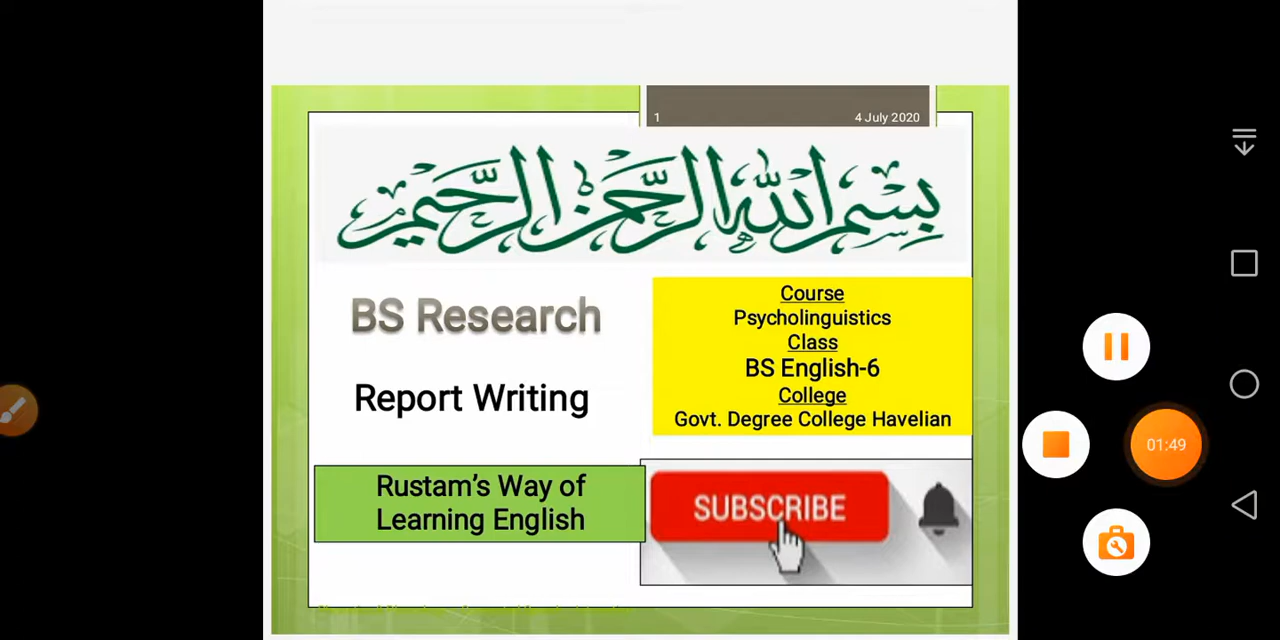 1
4 July 2020
بسم الله الرحمن الرحيم
BS Research
Report Writing
Course
Psycholinguistics
Class
BS English-6
College
Govt. Degree College Havelian
Rustam's Way of
Learning English
SUBSCRIBE
01:49